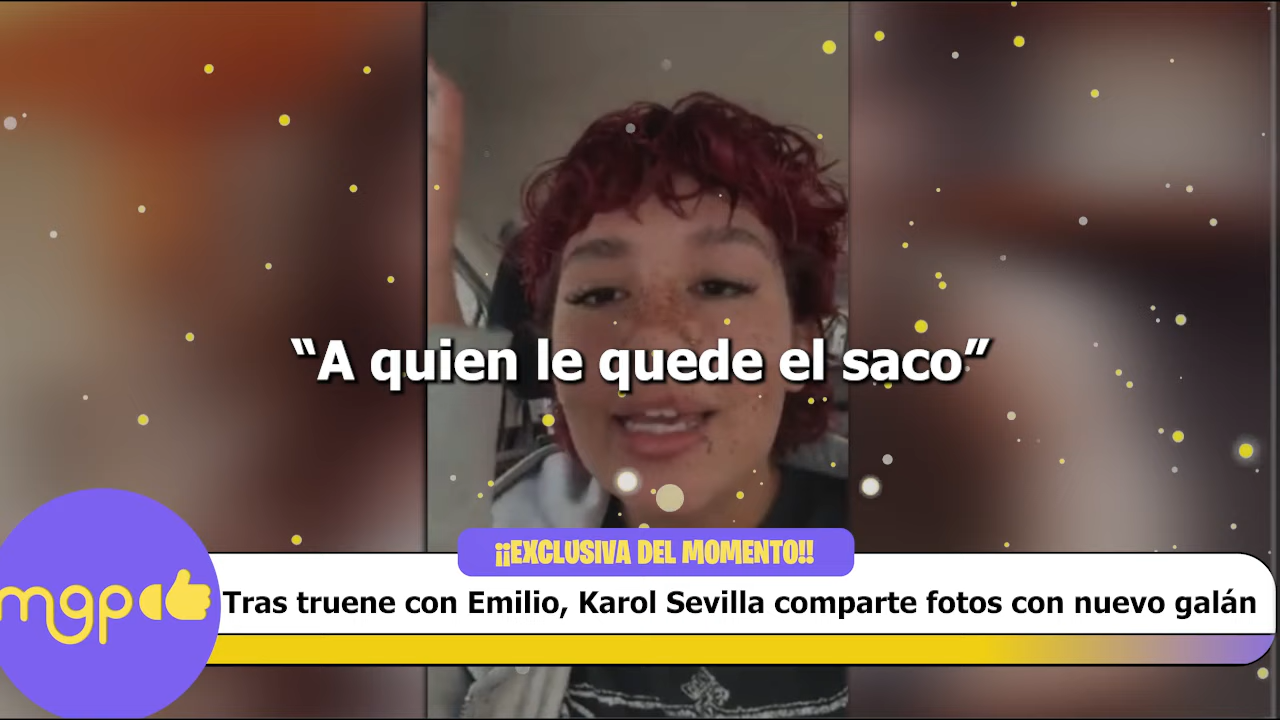 “A quien le quede el saco”
¡¡EXCLUSIVA DEL MOMENTO!!
mgp
Tras truene con Emilio, Karol Sevilla comparte fotos con nuevo galán